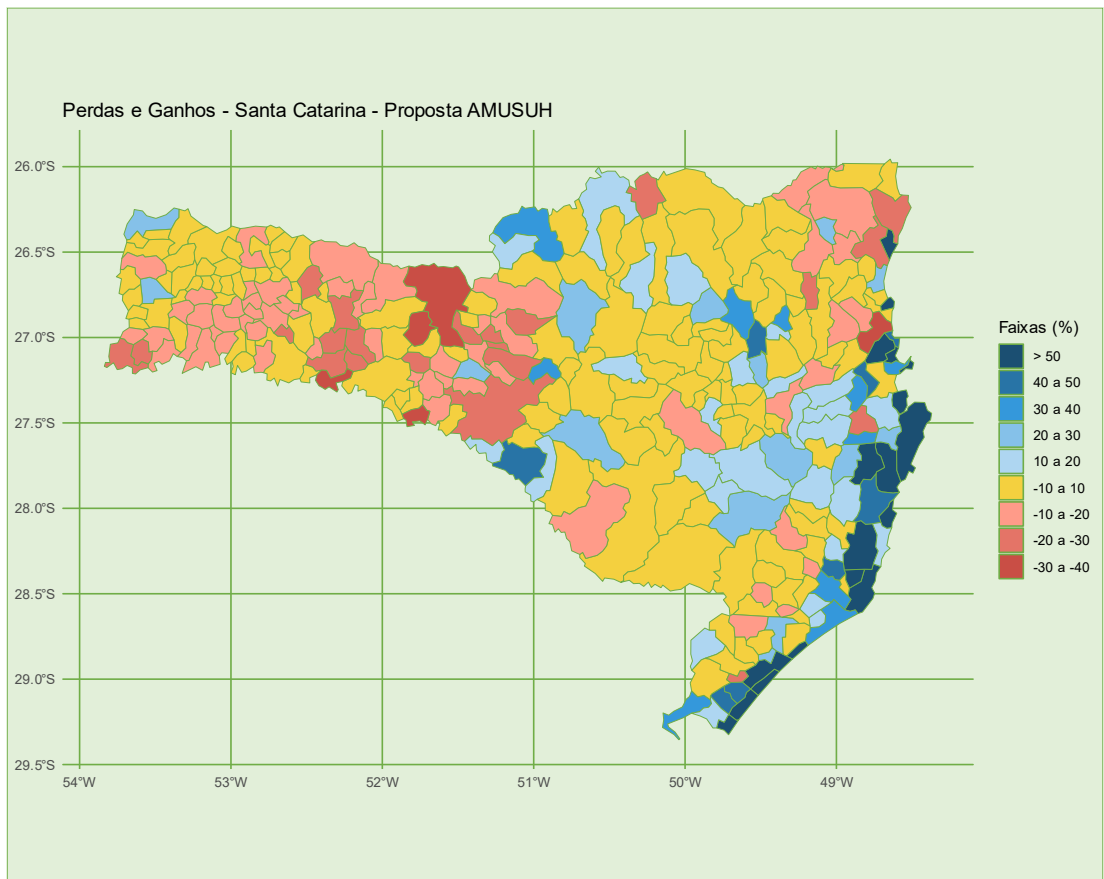 Perdas e Ganhos - Santa Catarina - Proposta AMUSUH
26.0°S
26.5°S
27.0°S
27.5°S
28.0°S
28.5°S
29.0°S
29.5°S
54°W 53°W 52°W 51°W 50°W 49°W
Faixas (%)
> 50
40 a 50
30 a 40
20 a 30
10 a 20
-10 a 10
-10 a -20
-20 a -30
-30 a -40